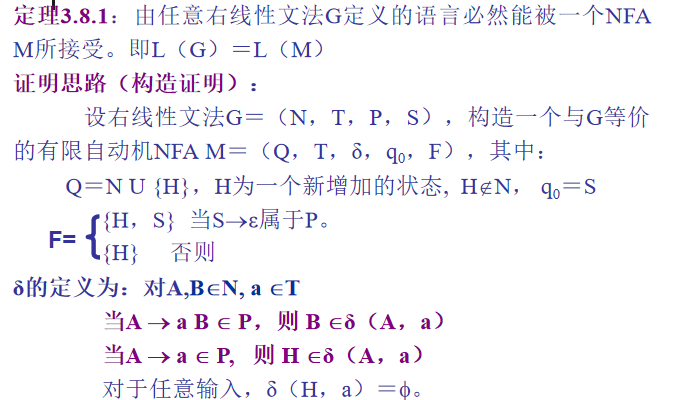 定理3.8.1：由任意右线性文法G定义的语言必然能被一个NFA
M所接受。即L（G）＝L（M）
证明思路（构造证明）：
设右线性文法G＝（N，T，P，S），构造一个与G等价
的有限自动机NFA M＝（Q，T，δ，q₀，F），其中：
Q＝N U {H}，H为一个新增加的状态, H∉N， q₀＝S
F= {
{H，S} 当S→ε属于P。
{H} 否则
δ的定义为：对A,B∈N, a ∈T
当A → a B ∈ P，则 B ∈δ（A，a）
当A → a ∈ P, 则 H ∈δ（A，a）
对于任意输入，δ（H，a）＝ϕ。